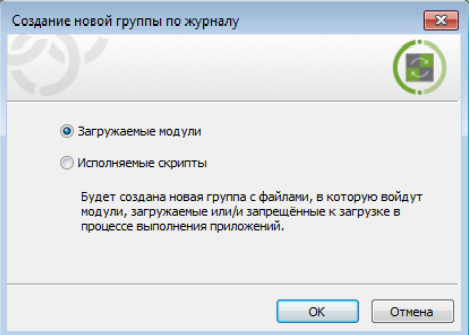 Создание новой группы по журналу
Загружаемые модули
Исполняемые скрипты
Будет создана новая группа с файлами, в которую войдут
модули, загружаемые или/и запрещённые к загрузке в
процессе выполнения приложений.
ОК
Отмена